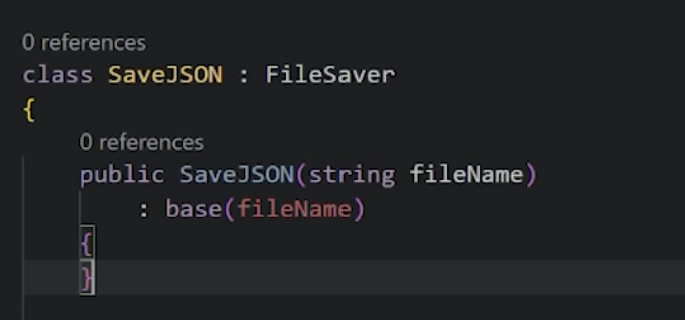 0 references
class SaveJSON : FileSaver
{
0 references
public SaveJSON(string fileName)
: base(fileName)
{
}